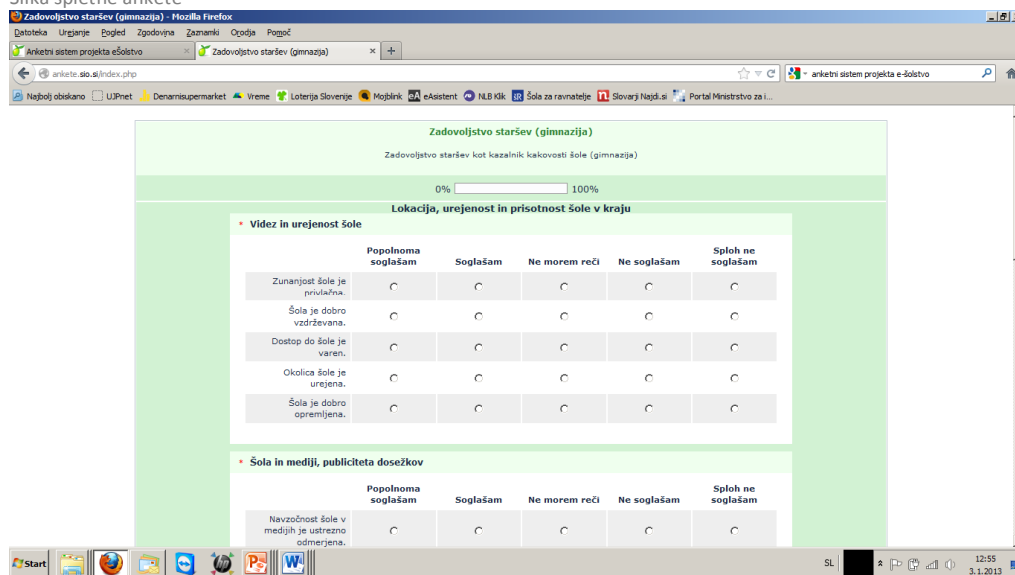 Slika spletne ankete
Zadovoljstvo staršev (gimnazija) - Mozilla Firefox
Datoteka Urejanje Pogled Zgodovina Zaznamki Orodja Pomoč
Anketni sistem projekta eŠolstvo
Zadovoljstvo staršev (gimnazija)
ankete.sio.si/index.php
anketni sistem projekta e-šolstvo
Najbolj obiskano UJPnet Denarnisupermarket Vreme Loterija Slovenije Mojblink eAsistent NLB Klik Šola za ravnatelje Slovarji Najdi.si Portal Ministrstvo za i...
Zadovoljstvo staršev (gimnazija)
Zadovoljstvo staršev kot kazalnik kakovosti šole (gimnazija)
0% 100%
Lokacija, urejenost in prisotnost šole v kraju
* Videz in urejenost šole
Popolnoma soglašam Soglašam Ne morem reči Ne soglašam Sploh ne soglašam
Zunanjost šole je
privlačna.
Šola je dobro
vzdrževana.
Dostop do šole je
varen.
Okolica šole je
urejena.
Šola je dobro
opremljena.
* Šola in mediji, publiciteta dosežkov
Popolnoma soglašam Soglašam Ne morem reči Ne soglašam Sploh ne soglašam
Navzočnost šole v
medijih je ustrezno
odmerjena.
Start
SL
12:55
3.1.2013